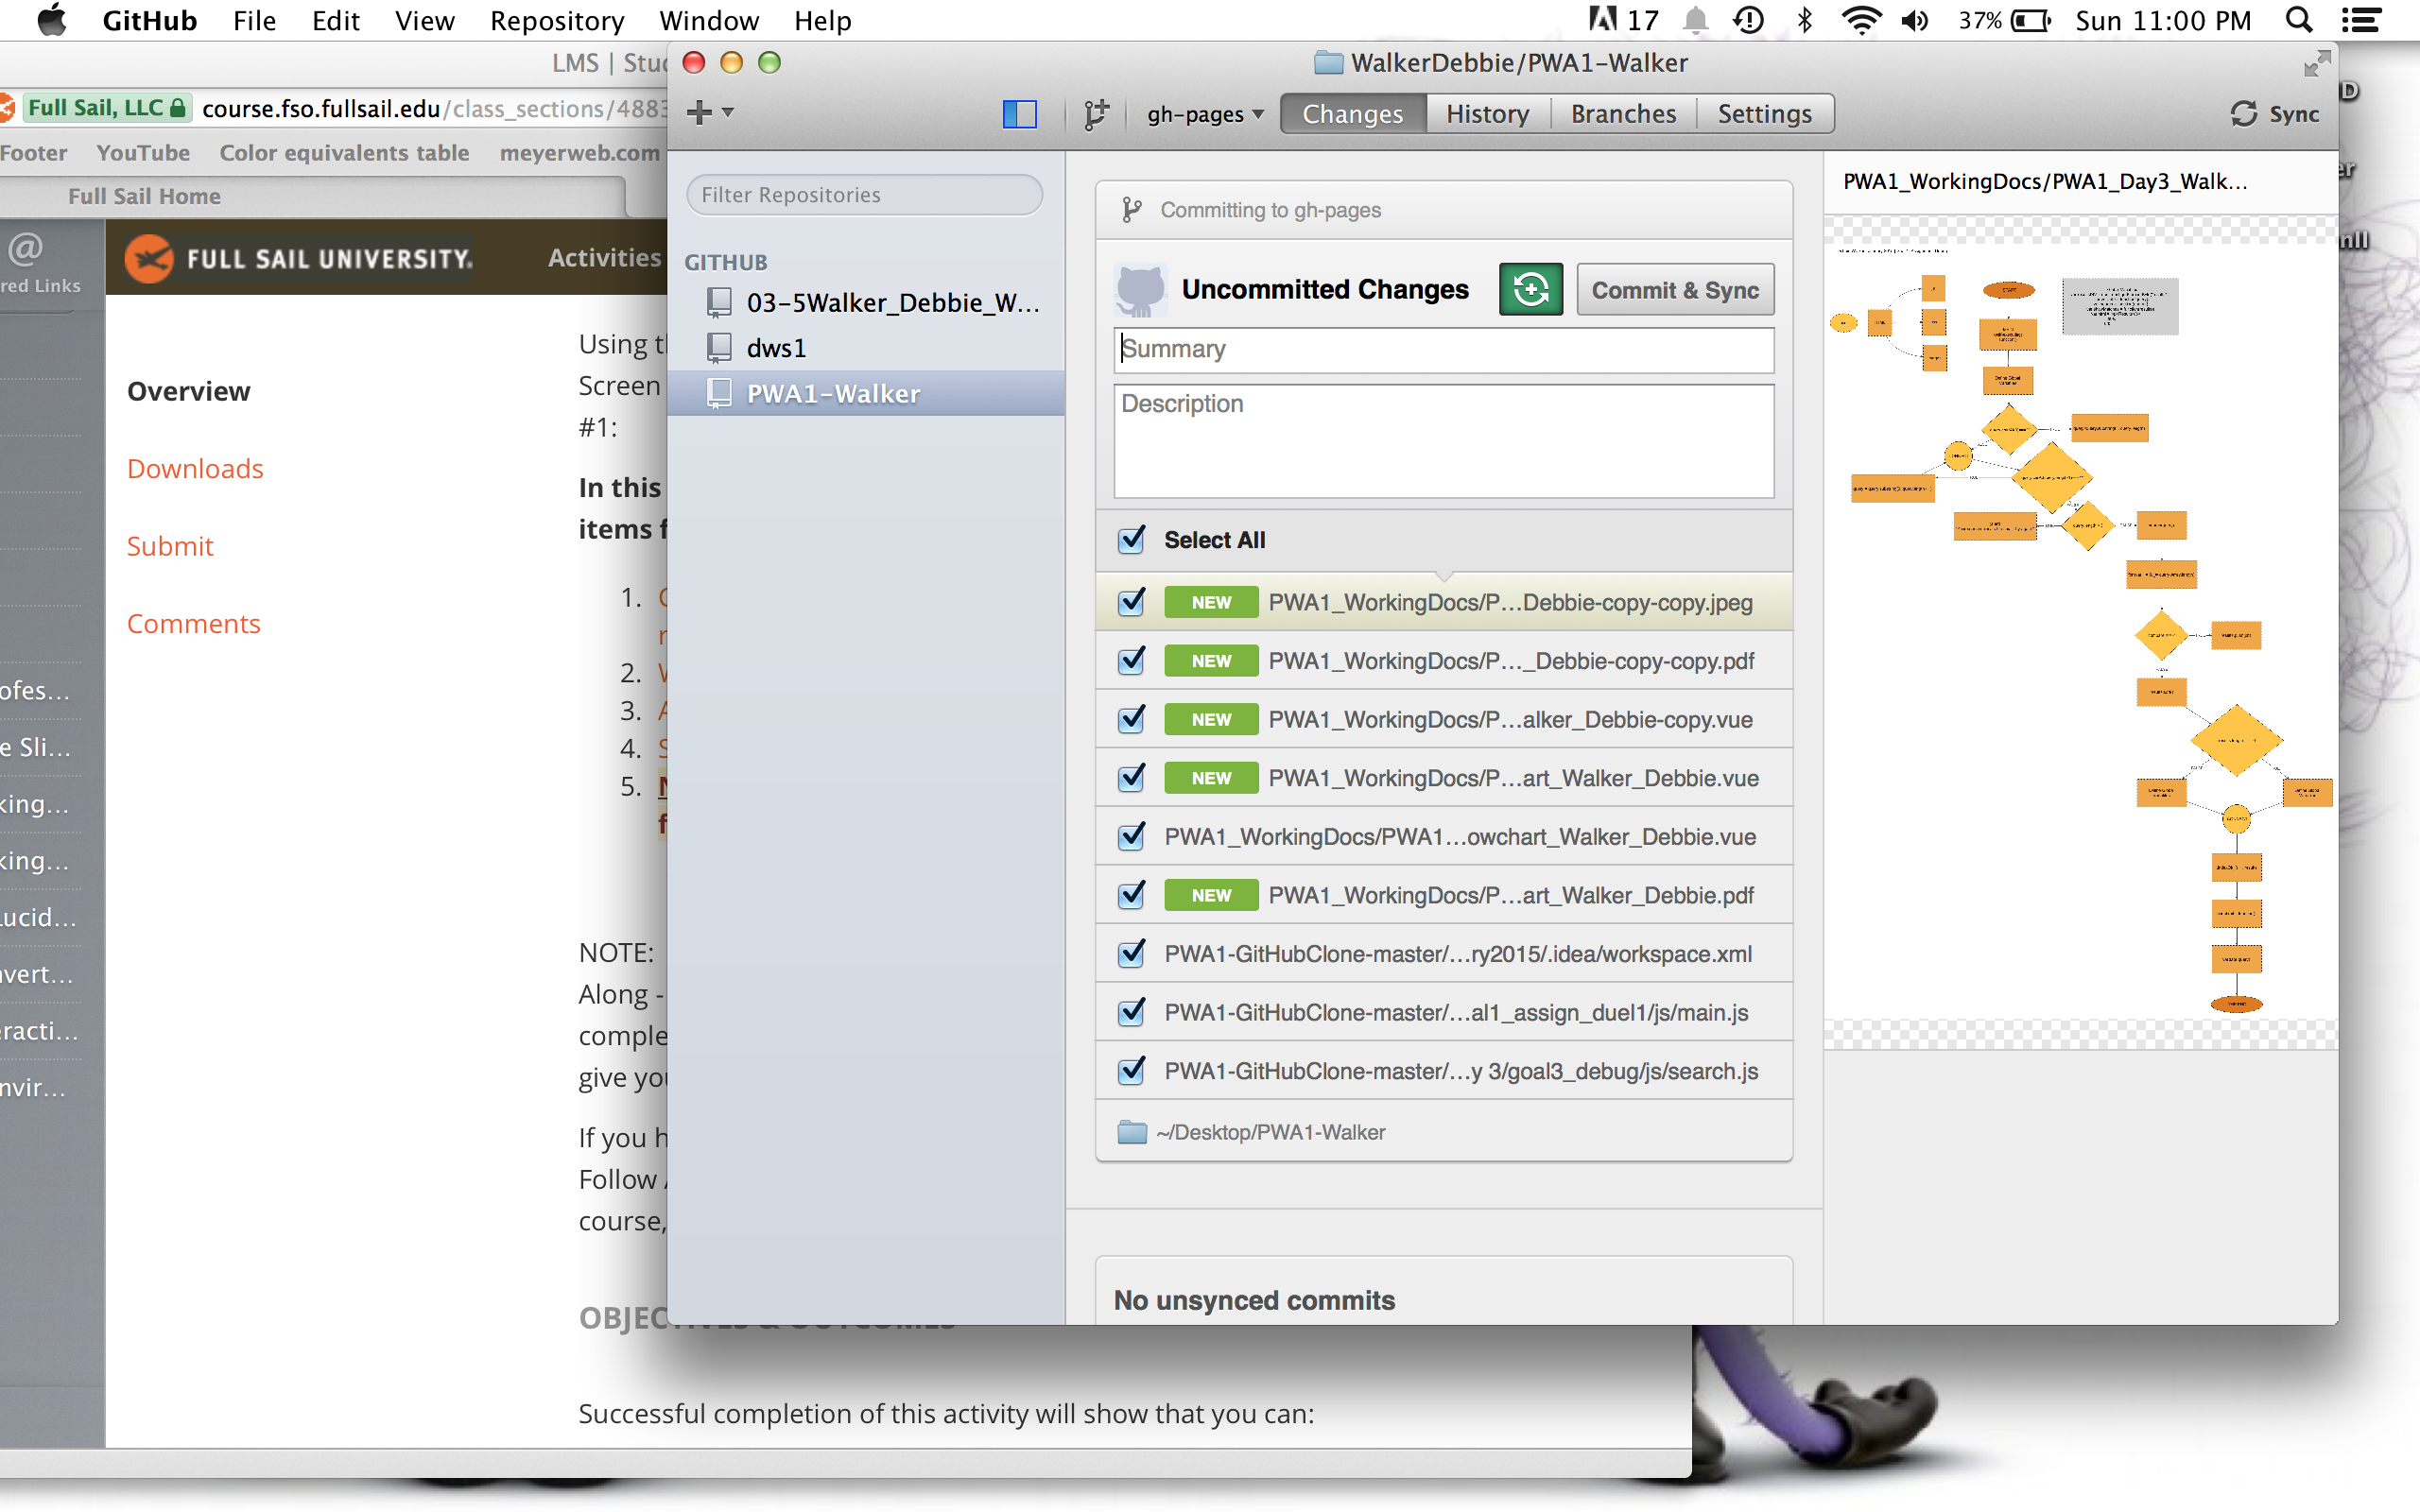 GitHub File Edit View Repository Window Help 17 37% Sun 11:00 PM
LMS | Stu
WalkerDebbie/PWA1-Walker
Full Sail, LLC course.fso.fullsail.edu/class_sections/488
gh-pages Changes History Branches Settings Sync
Footer YouTube Color equivalents table meyerweb.com
Full Sail Home
Filter Repositories
Committing to gh-pages
PWA1_WorkingDocs/PWA1_Day3_Walk...
red Links
FULL SAIL UNIVERSITY.
Activities
GITHUB
03-5Walker_Debbie_W...
dws1
PWA1-Walker
Uncommitted Changes
Commit & Sync
Summary
Description
Select All
NEW PWA1_WorkingDocs/P...Debbie-copy-copy.jpeg
NEW PWA1_WorkingDocs/P..._Debbie-copy-copy.pdf
NEW PWA1_WorkingDocs/P...alker_Debbie-copy.vue
NEW PWA1_WorkingDocs/P...art_Walker_Debbie.vue
PWA1_WorkingDocs/PWA1...owchart_Walker_Debbie.vue
NEW PWA1_WorkingDocs/P...art_Walker_Debbie.pdf
PWA1-GitHubClone-master/...ry2015/.idea/workspace.xml
PWA1-GitHubClone-master/...al1_assign_duel1/js/main.js
PWA1-GitHubClone-master/...y 3/goal3_debug/js/search.js
~/Desktop/PWA1-Walker
No unsynced commits
START
Overview
Downloads
Submit
Comments
ofes...
e Sli...
king...
king...
ucid...
vert...
eracti...
nvir...
Using t
Screen
#1:
In this
items f
1.
2.
3.
4.
5.
NOTE:
Along -
comple
give yo
If you h
Follow
course,
OBJECTIVES & OUTCOMES
Successful completion of this activity will show that you can: